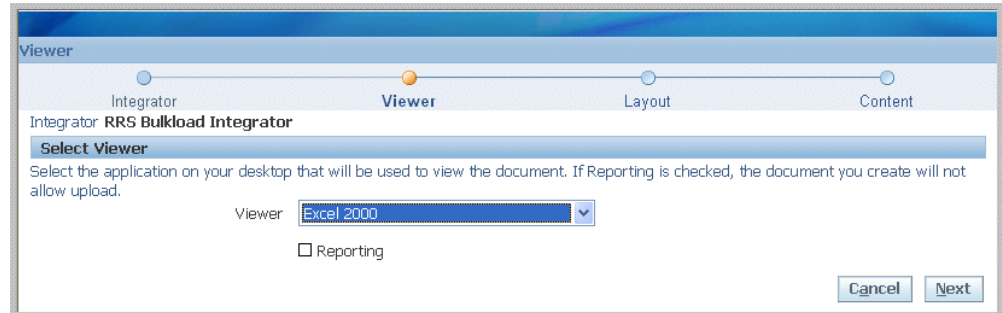 Viewer
Integrator Viewer Layout Content
Integrator RRS Bulkload Integrator
Select Viewer
Select the application on your desktop that will be used to view the document. If Reporting is checked, the document you create will not
allow upload.
Viewer Excel 2000
Reporting
Cancel Next